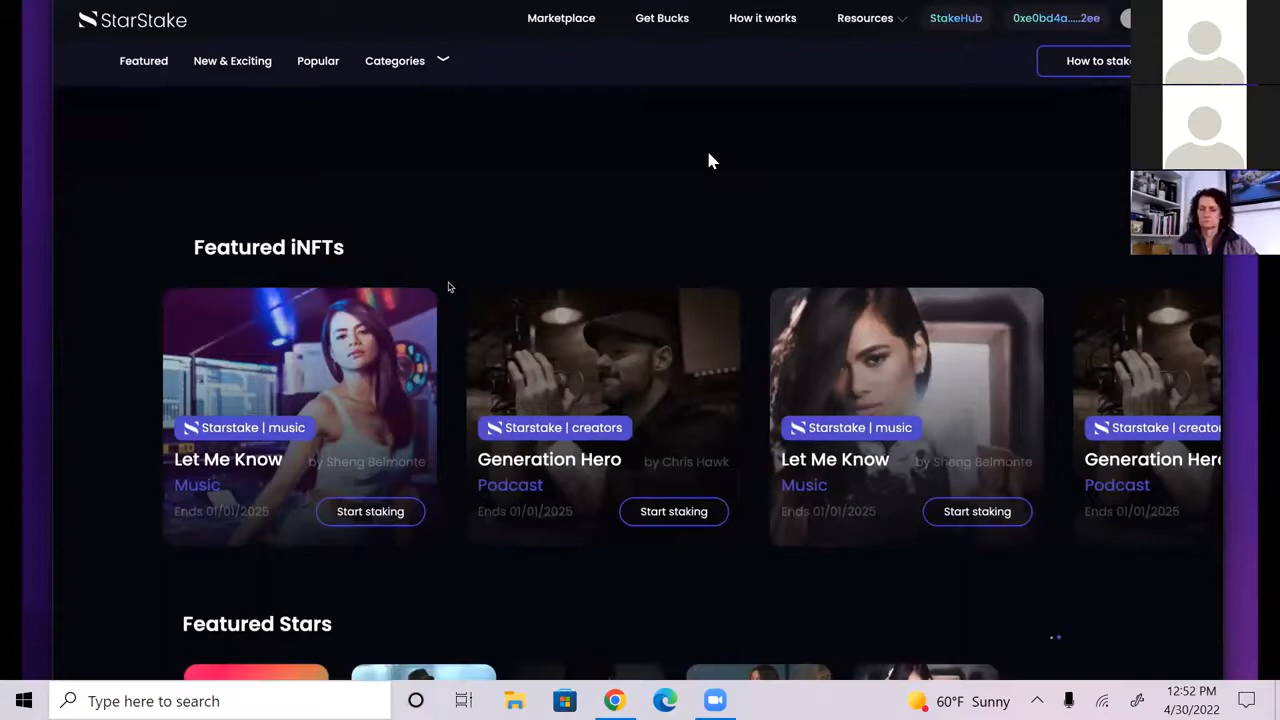 StarStake
Marketplace
Get Bucks
How it works
Resources
StakeHub
0xe0bd4a.....2ee
Featured
New & Exciting
Popular
Categories
How to stak
Featured iNFTs
Starstake | music
Let Me Know
by Sheng Belmonte
Music
Ends 01/01/2025
Start staking
Starstake | creators
Generation Hero
by Chris Hawk
Podcast
Ends 01/01/2025
Start staking
Starstake | music
Let Me Know
by Sheng Belmonte
Music
Ends 01/01/2025
Start staking
Starstake | creator
Generation Hero
Podcast
Ends 01/01/2025
Featured Stars
Type here to search
60°F Sunny
12:52 PM
4/30/2022